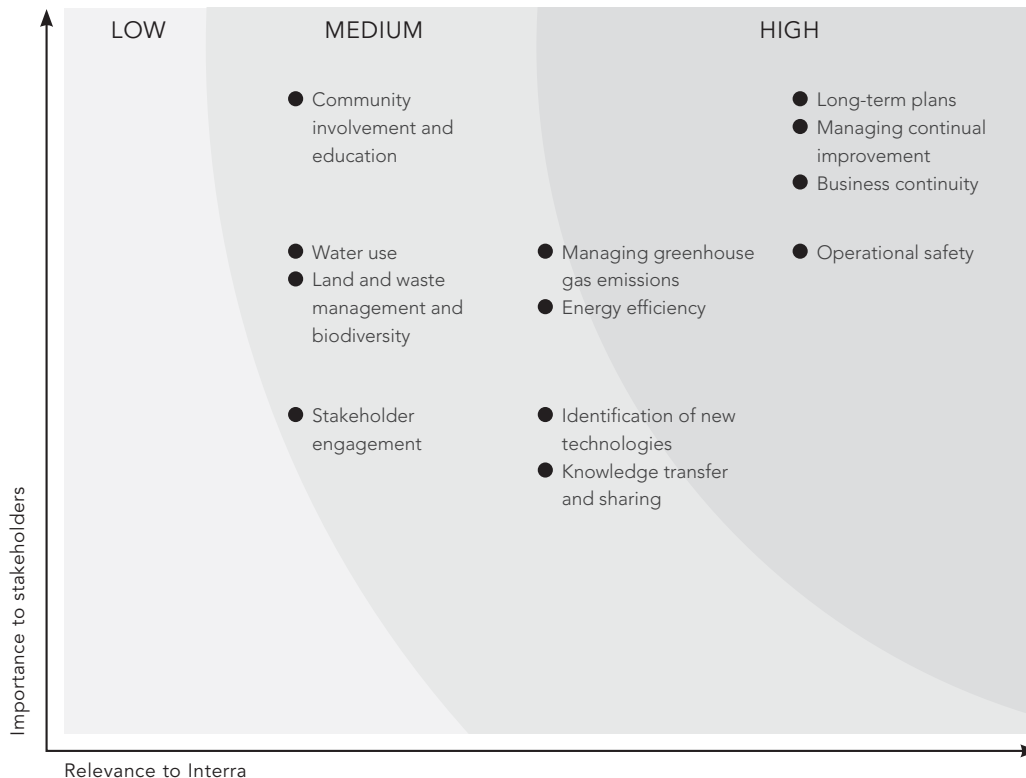 LOW
MEDIUM
HIGH
Community
involvement and
education
Long-term plans
Managing continual
improvement
Business continuity
Water use
Land and waste
management and
biodiversity
Managing greenhouse
gas emissions
Energy efficiency
Operational safety
Stakeholder
engagement
Identification of new
technologies
Knowledge transfer
and sharing
Importance to stakeholders
Relevance to Interra